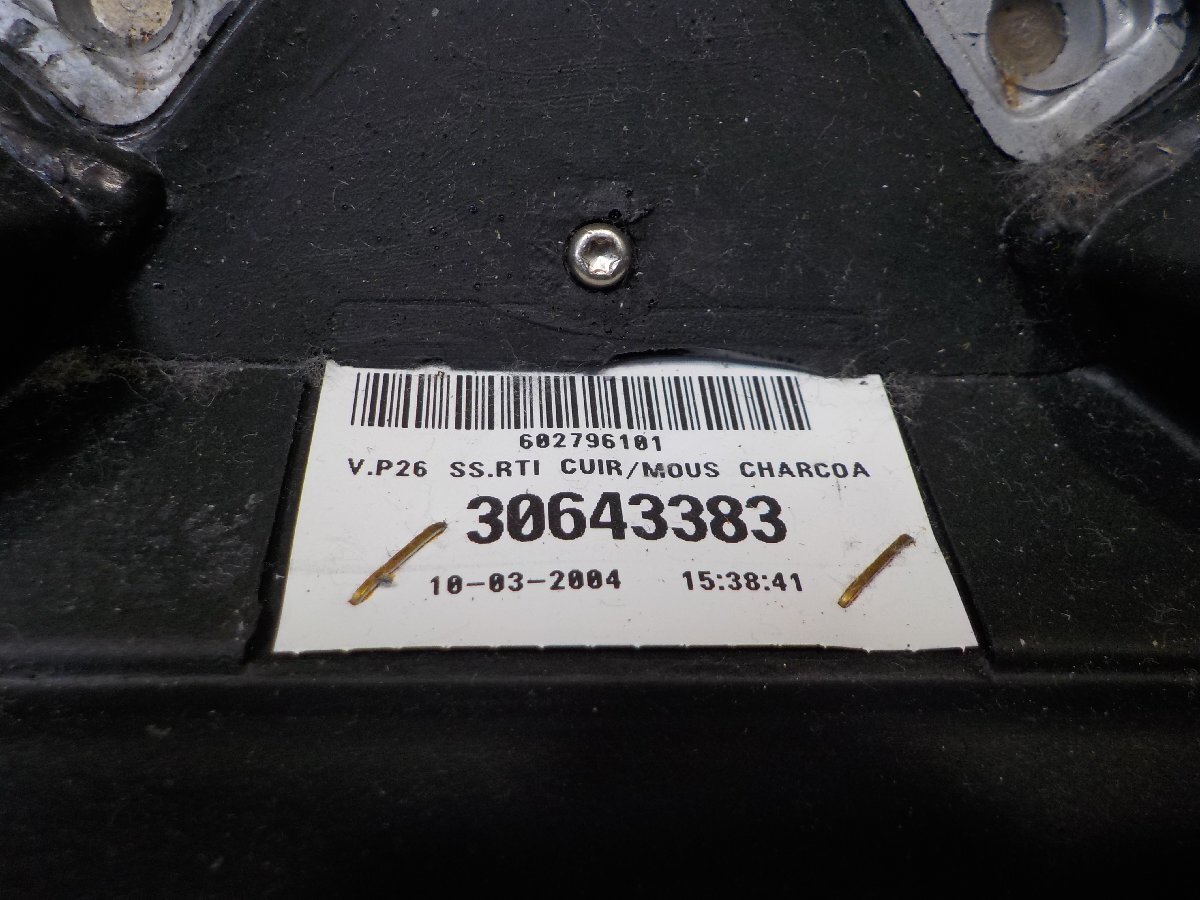 602796101
V.P26 SS.RTI CUIR/MOUS CHARCOA
30643383
10-03-2004 15:38:41